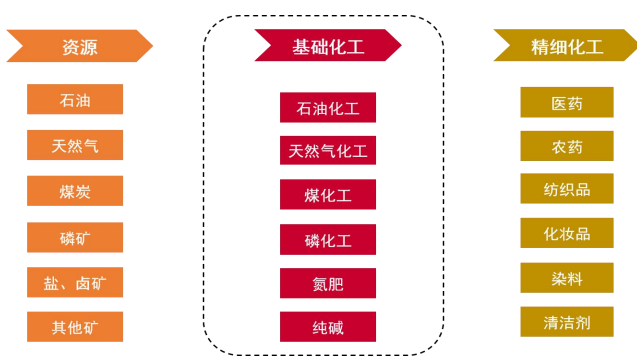 资源
石油
天然气
煤炭
磷矿
盐、卤矿
其他矿
基础化工
石油化工
天然气化工
煤化工
磷化工
氮肥
纯碱
精细化工
医药
农药
纺织品
化妆品
染料
清洁剂